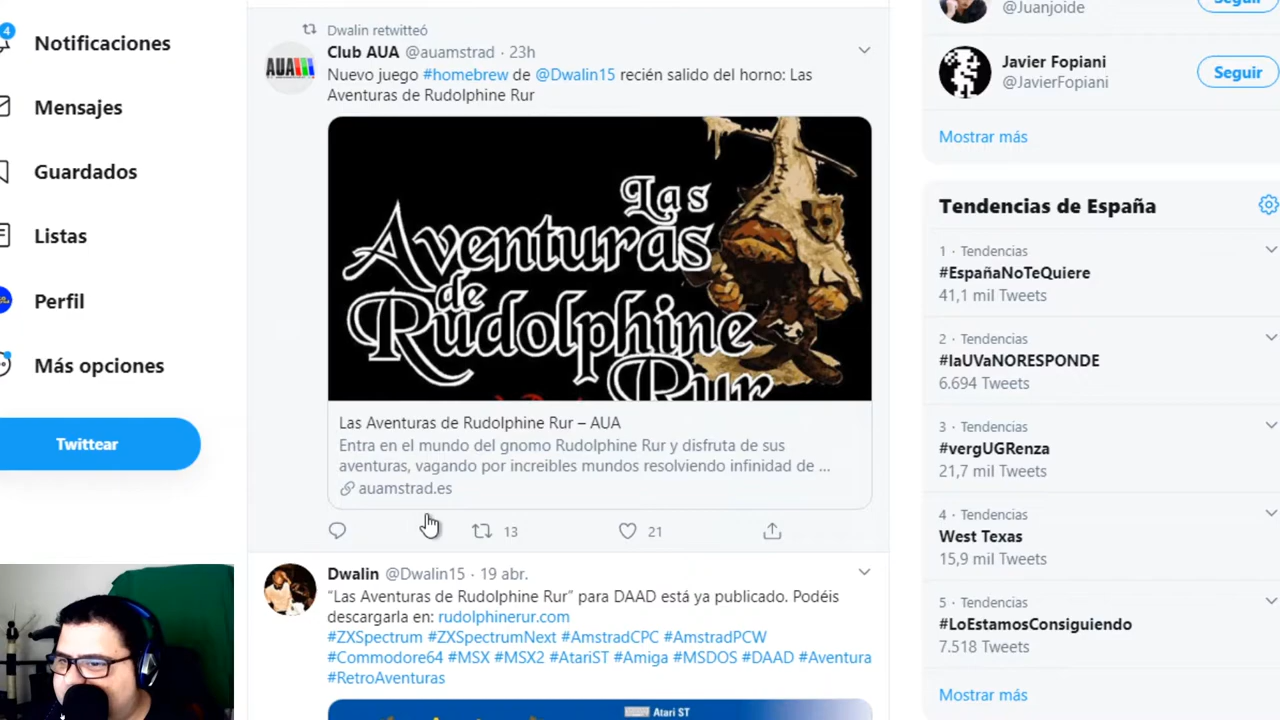 4
Notificaciones
Mensajes
Guardados
Listas
Perfil
Más opciones
Twittear
Dwalin retwitteó
AUA
Club AUA @auamstrad · 23h
Nuevo juego #homebrew de @Dwalin15 recién salido del horno: Las
Aventuras de Rudolphine Rur
Las
Aventuras
de
Rudolphine
Rur
Las Aventuras de Rudolphine Rur – AUA
Entra en el mundo del gnomo Rudolphine Rur y disfruta de sus
aventuras, vagando por increibles mundos resolviendo infinidad de ...
auamstrad.es
13
21
Dwalin @Dwalin15 · 19 abr.
“Las Aventuras de Rudolphine Rur” para DAAD está ya publicado. Podéis
descargarla en: rudolphinerur.com
#ZXSpectrum #ZXSpectrumNext #AmstradCPC #AmstradPCW
#Commodore64 #MSX #MSX2 #AtariST #Amiga #MSDOS #DAAD #Aventura
#RetroAventuras
Atari ST
@Juanjoide
Seguir
Javier Fopiani
@JavierFopiani
Seguir
Mostrar más
Tendencias de España
1 · Tendencias
#EspañaNoTeQuiere
41,1 mil Tweets
2 · Tendencias
#laUVaNORESPONDE
6.694 Tweets
3 · Tendencias
#vergUGRenza
21,7 mil Tweets
4 · Tendencias
West Texas
15,9 mil Tweets
5 · Tendencias
#LoEstamosConsiguiendo
7.518 Tweets
Mostrar más